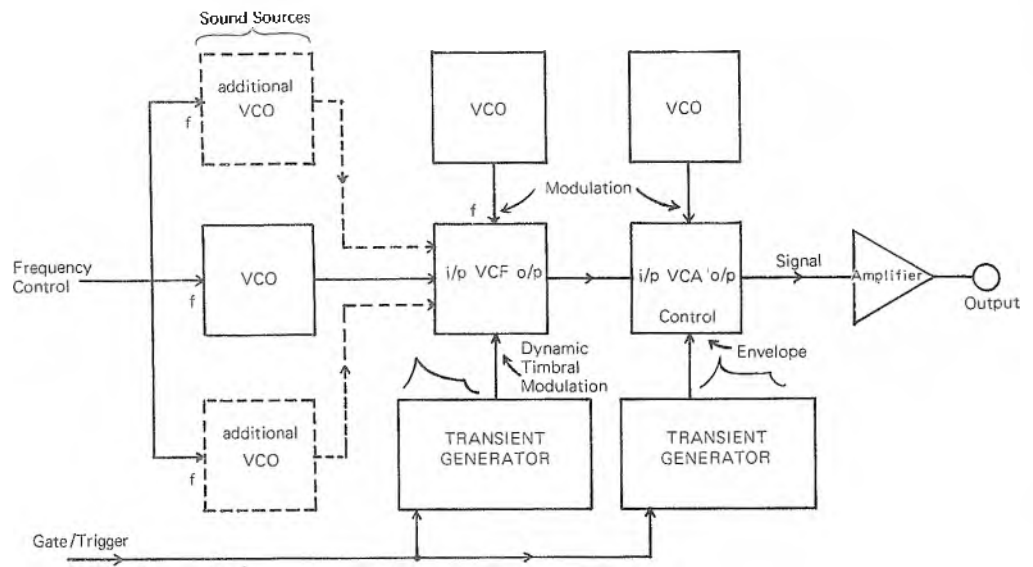 Sound Sources
additional
VCO
f
VCO
VCO
Modulation
f
Frequency
Control
VCO
f
i/p VCF o/p
i/p VCA o/p
Control
Signal
Amplifier
Output
Dynamic
Timbral
Modulation
Envelope
additional
VCO
f
TRANSIENT
GENERATOR
TRANSIENT
GENERATOR
Gate/Trigger